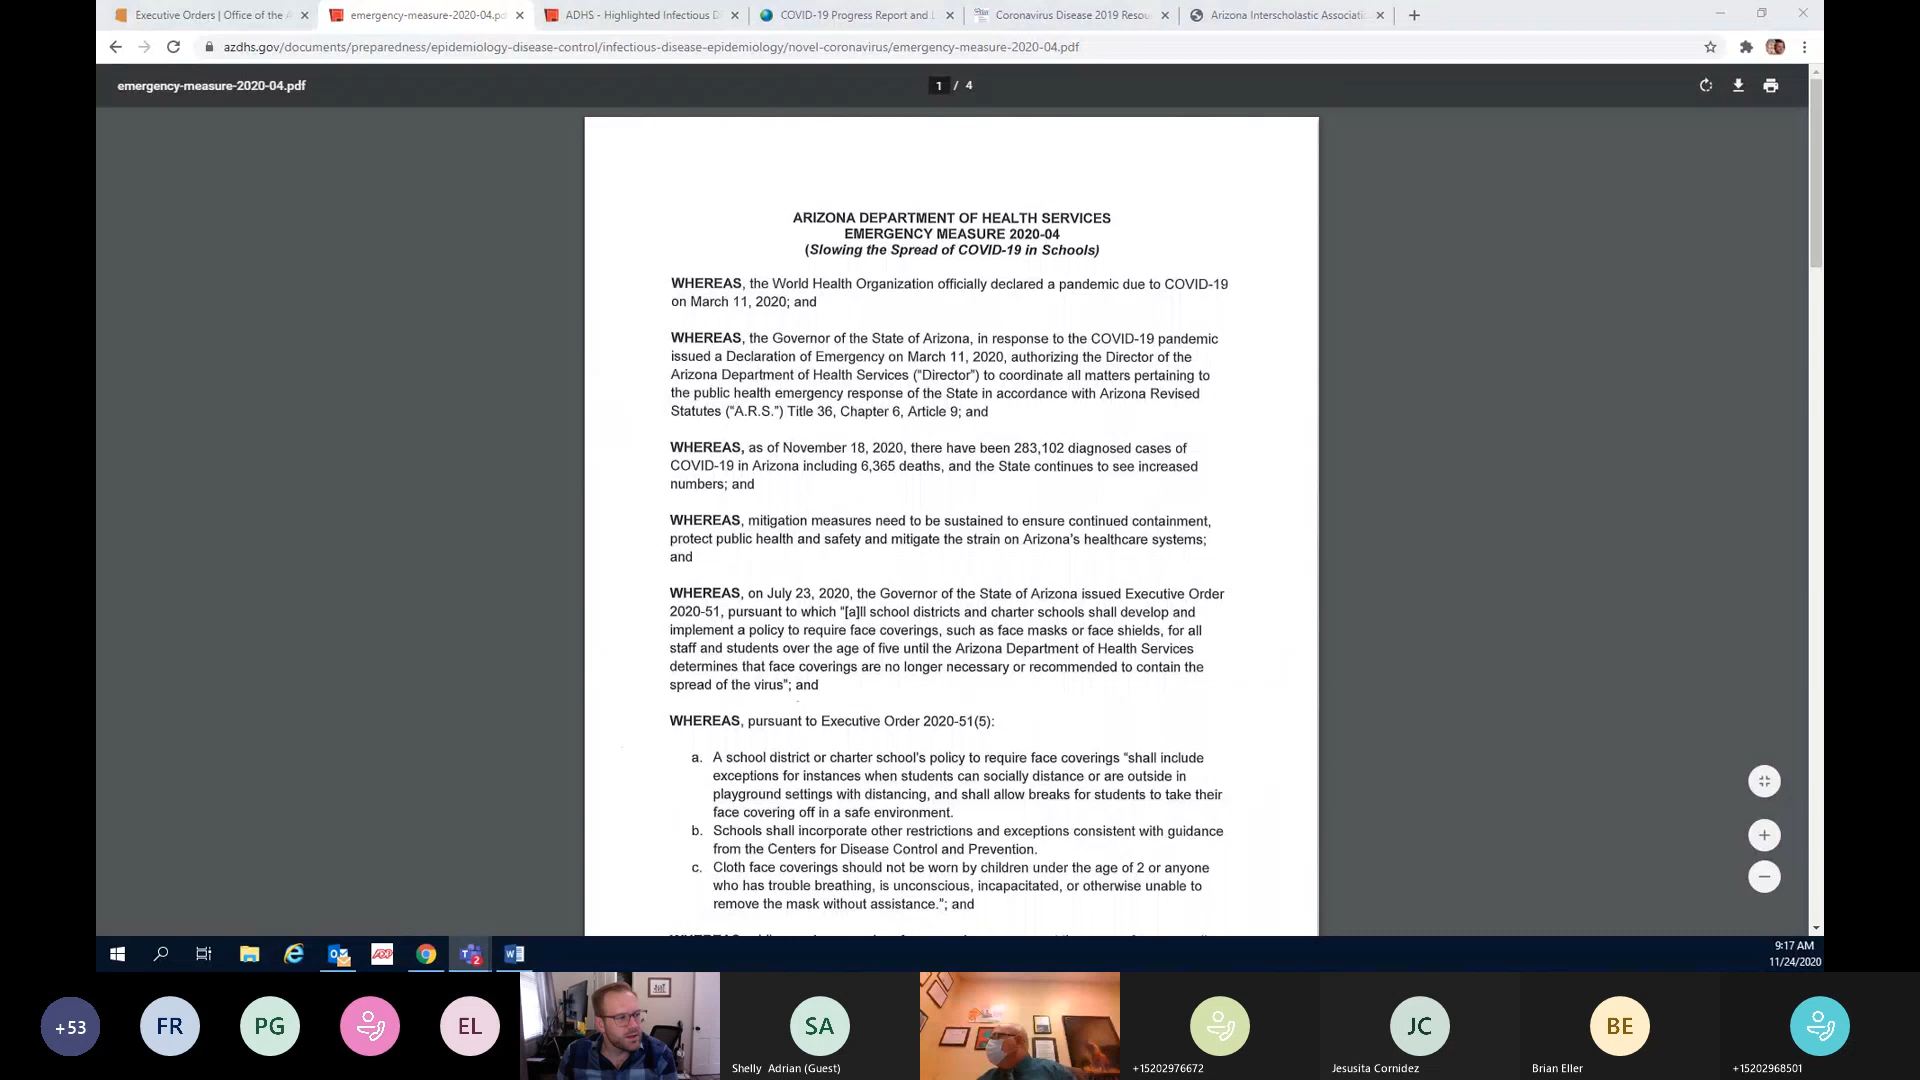 Executive Orders | Office of the A
emergency-measure-2020-04.pd
ADHS - Highlighted Infectious D
COVID-19 Progress Report and
Coronavirus Disease 2019 Resou
Arizona Interscholastic Associati
azdhs.gov/documents/preparedness/epidemiology-disease-control/infectious-disease-epidemiology/novel-coronavirus/emergency-measure-2020-04.pdf
emergency-measure-2020-04.pdf
1 / 4
ARIZONA DEPARTMENT OF HEALTH SERVICES
EMERGENCY MEASURE 2020-04
(Slowing the Spread of COVID-19 in Schools)
WHEREAS, the World Health Organization officially declared a pandemic due to COVID-19
on March 11, 2020; and
WHEREAS, the Governor of the State of Arizona, in response to the COVID-19 pandemic
issued a Declaration of Emergency on March 11, 2020, authorizing the Director of the
Arizona Department of Health Services (“Director”) to coordinate all matters pertaining to
the public health emergency response of the State in accordance with Arizona Revised
Statutes (“A.R.S.”) Title 36, Chapter 6, Article 9; and
WHEREAS, as of November 18, 2020, there have been 283,102 diagnosed cases of
COVID-19 in Arizona including 6,365 deaths, and the State continues to see increased
numbers; and
WHEREAS, mitigation measures need to be sustained to ensure continued containment,
protect public health and safety and mitigate the strain on Arizona’s healthcare systems;
and
WHEREAS, on July 23, 2020, the Governor of the State of Arizona issued Executive Order
2020-51, pursuant to which “[a]ll school districts and charter schools shall develop and
implement a policy to require face coverings, such as face masks or face shields, for all
staff and students over the age of five until the Arizona Department of Health Services
determines that face coverings are no longer necessary or recommended to contain the
spread of the virus”; and
WHEREAS, pursuant to Executive Order 2020-51(5):
a. A school district or charter school’s policy to require face coverings “shall include
exceptions for instances when students can socially distance or are outside in
playground settings with distancing, and shall allow breaks for students to take their
face covering off in a safe environment.
b. Schools shall incorporate other restrictions and exceptions consistent with guidance
from the Centers for Disease Control and Prevention.
c. Cloth face coverings should not be worn by children under the age of 2 or anyone
who has trouble breathing, is unconscious, incapacitated, or otherwise unable to
remove the mask without assistance.”; and
9:17 AM
11/24/2020
+53
FR
PG
EL
SA
JC
BE
Shelly Adrian (Guest)
+15202976672
Jesusita Cornidez
Brian Eller
+15202968501